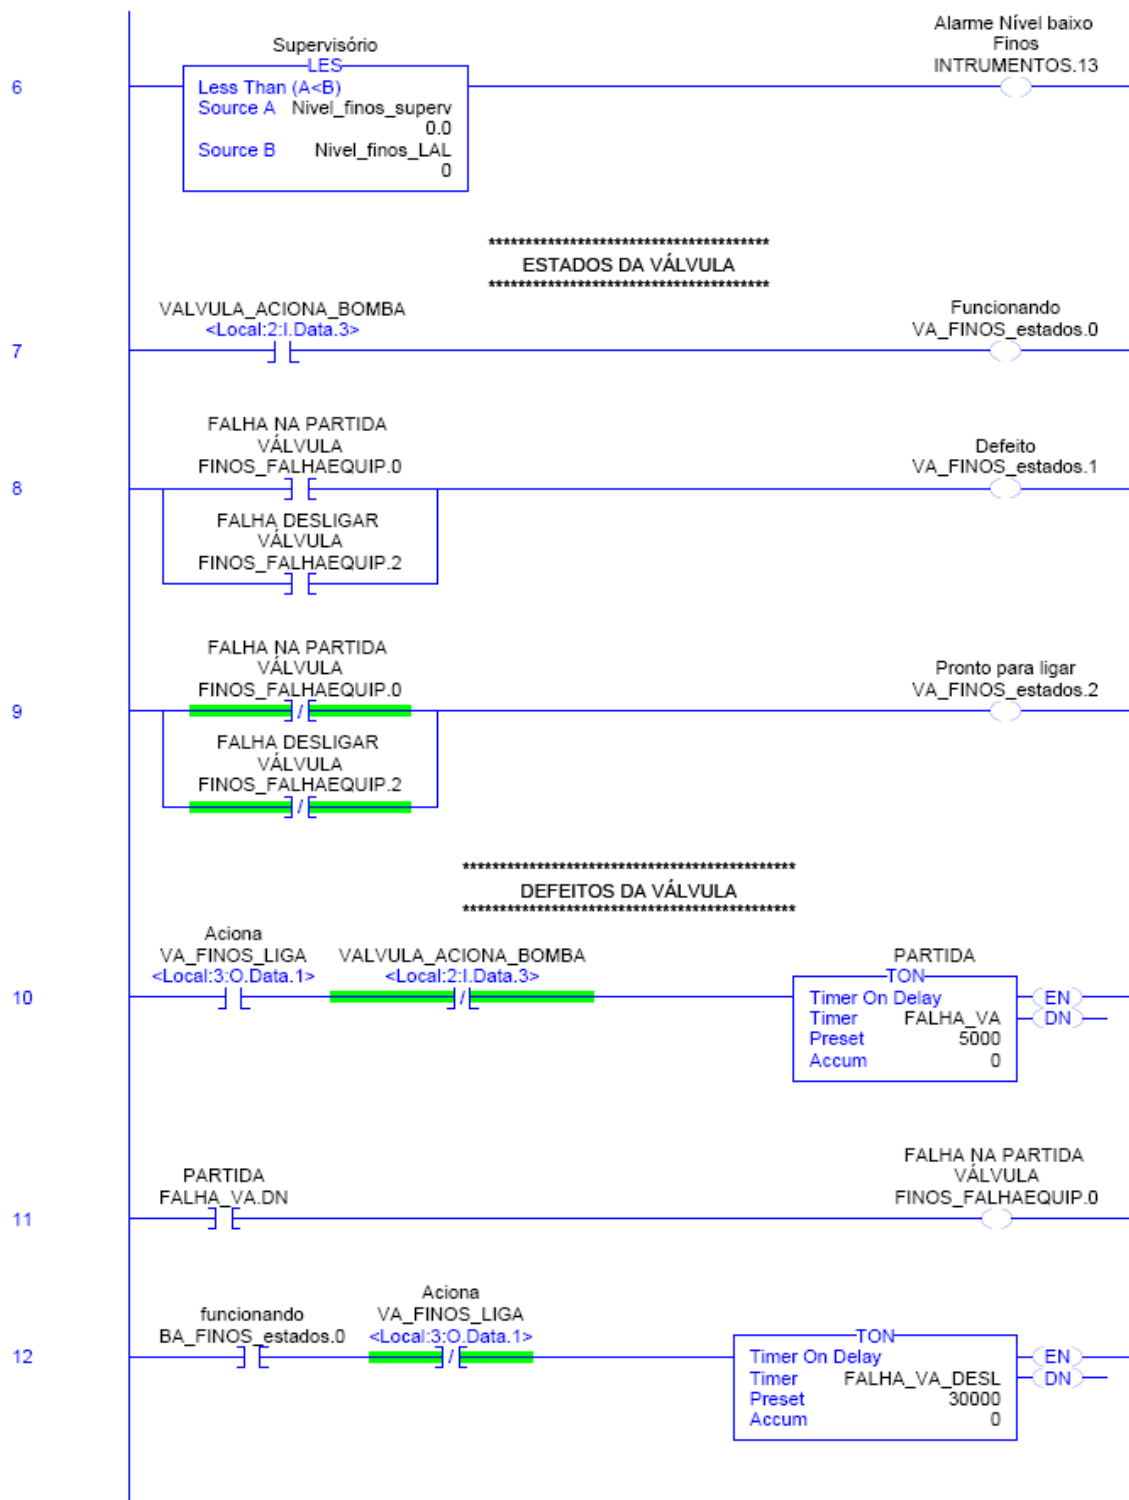 6
Supervisório
LES
Less Than (A<B)
Source A Nivel_finos_superv
0.0
Source B Nivel_finos_LAL
0
Alarme Nível baixo
Finos
INTRUMENTOS.13
**************************************
ESTADOS DA VÁLVULA
**************************************
7
VALVULA_ACIONA_BOMBA
<Local:2:I.Data.3>
Funcionando
VA_FINOS_estados.0
8
FALHA NA PARTIDA
VÁLVULA
FINOS_FALHAEQUIP.0
FALHA DESLIGAR
VÁLVULA
FINOS_FALHAEQUIP.2
Defeito
VA_FINOS_estados.1
9
FALHA NA PARTIDA
VÁLVULA
FINOS_FALHAEQUIP.0
FALHA DESLIGAR
VÁLVULA
FINOS_FALHAEQUIP.2
Pronto para ligar
VA_FINOS_estados.2
*********************************************
DEFEITOS DA VÁLVULA
*********************************************
10
Aciona
VA_FINOS_LIGA
<Local:3:O.Data.1>
VALVULA_ACIONA_BOMBA
<Local:2:I.Data.3>
PARTIDA
TON
Timer On Delay
Timer FALHA_VA
Preset 5000
Accum 0
EN
DN
11
PARTIDA
FALHA_VA.DN
FALHA NA PARTIDA
VÁLVULA
FINOS_FALHAEQUIP.0
12
funcionando
BA_FINOS_estados.0
Aciona
VA_FINOS_LIGA
<Local:3:O.Data.1>
TON
Timer On Delay
Timer FALHA_VA_DESL
Preset 30000
Accum 0
EN
DN